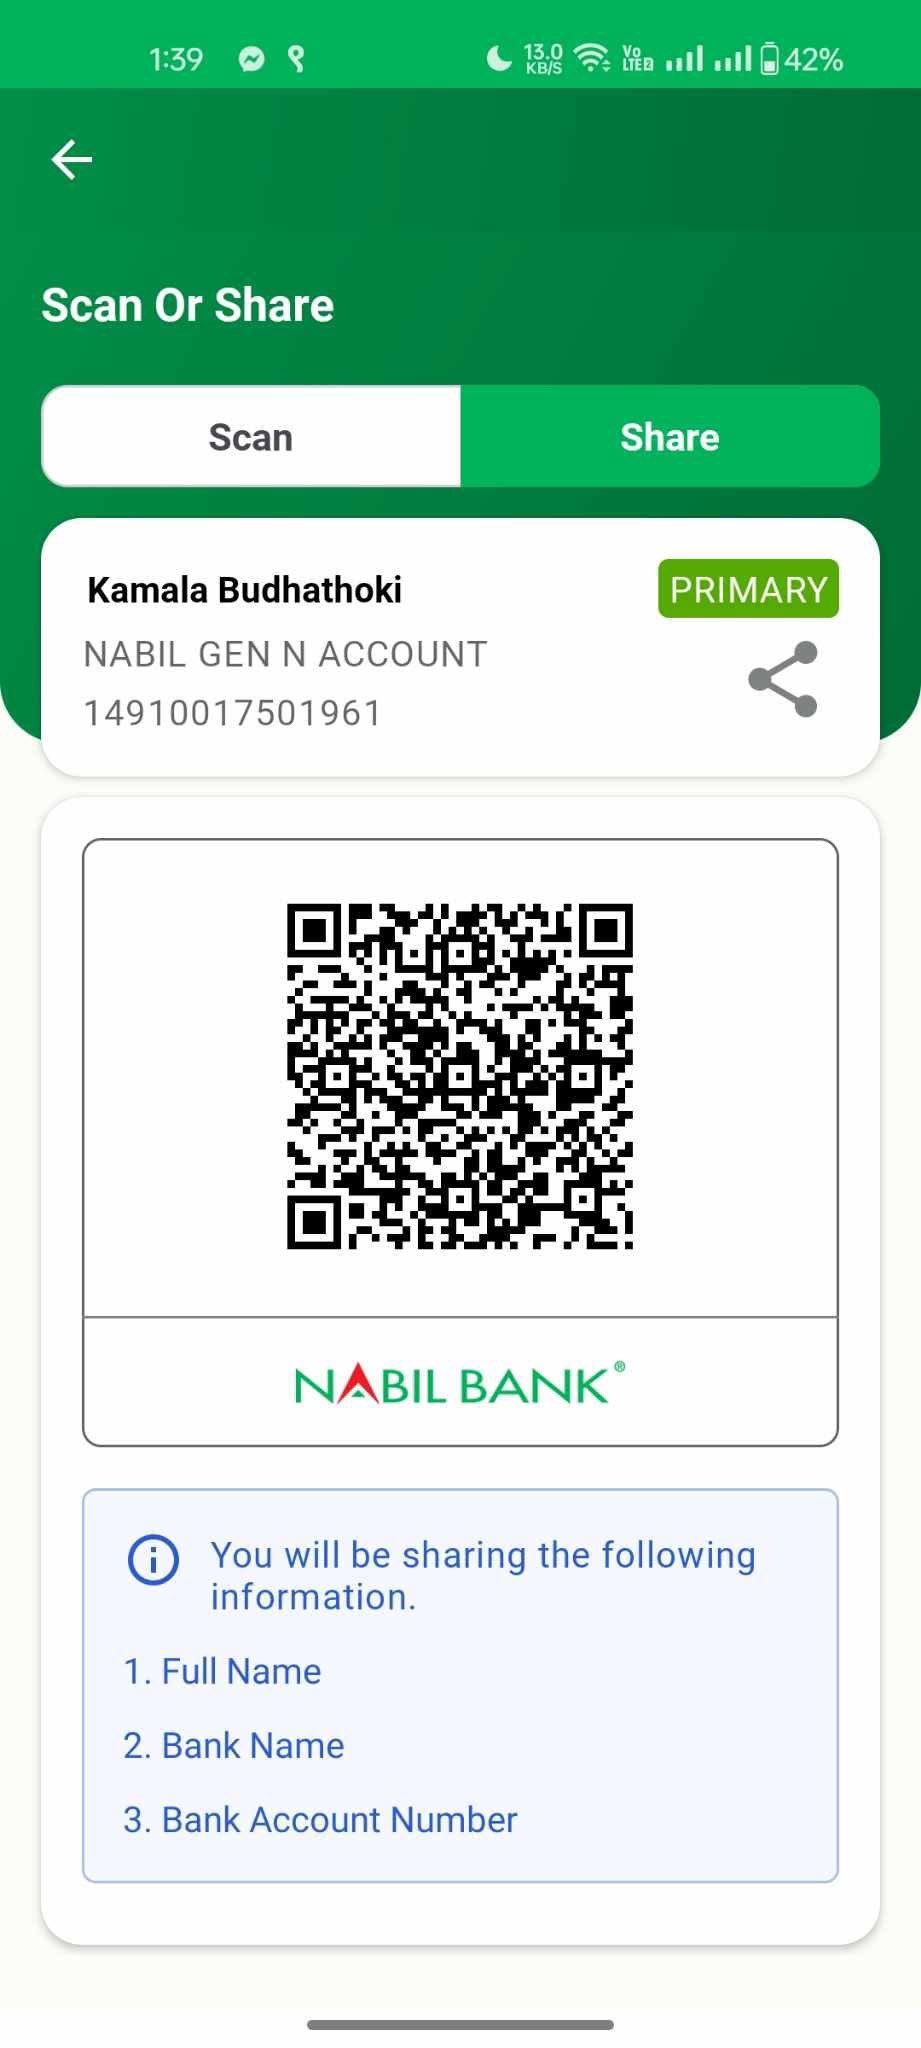 1:39 13.0 KB/S Vo LTE2 42%
Scan Or Share
Scan Share
Kamala Budhathoki PRIMARY
NABIL GEN N ACCOUNT
14910017501961
NABIL BANK®
You will be sharing the following
information.
1. Full Name
2. Bank Name
3. Bank Account Number